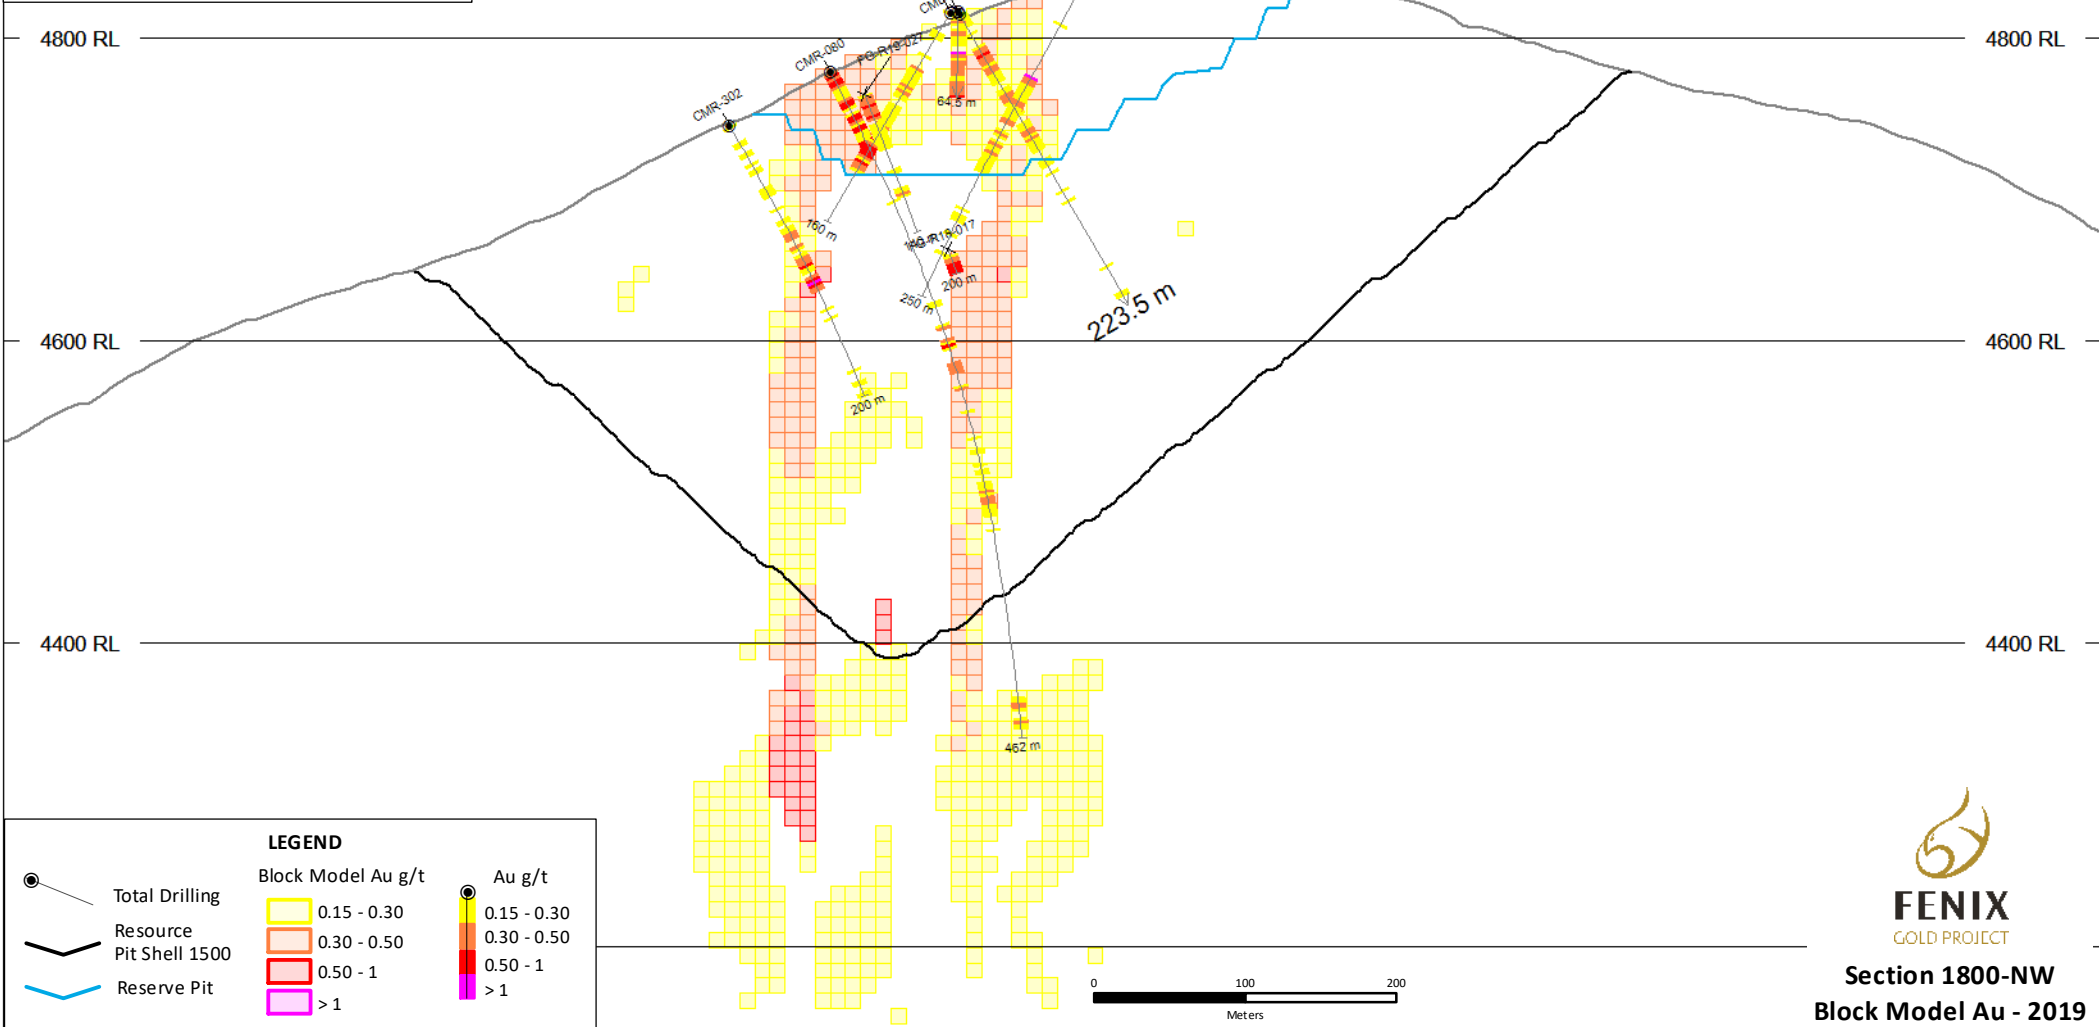 4800 RL
4800 RL
CMR-080
CMR-302
64.5 m
160 m
200 m
250 m
223.5 m
4600 RL
4600 RL
200 m
4400 RL
4400 RL
462 m
LEGEND
Block Model Au g/t
Au g/t
Total Drilling
Resource
Pit Shell 1500
Reserve Pit
0.15 - 0.30
0.30 - 0.50
0.50 - 1
> 1
0.15 - 0.30
0.30 - 0.50
0.50 - 1
> 1
0
100
200
Meters
FENIX
GOLD PROJECT
Section 1800-NW
Block Model Au - 2019